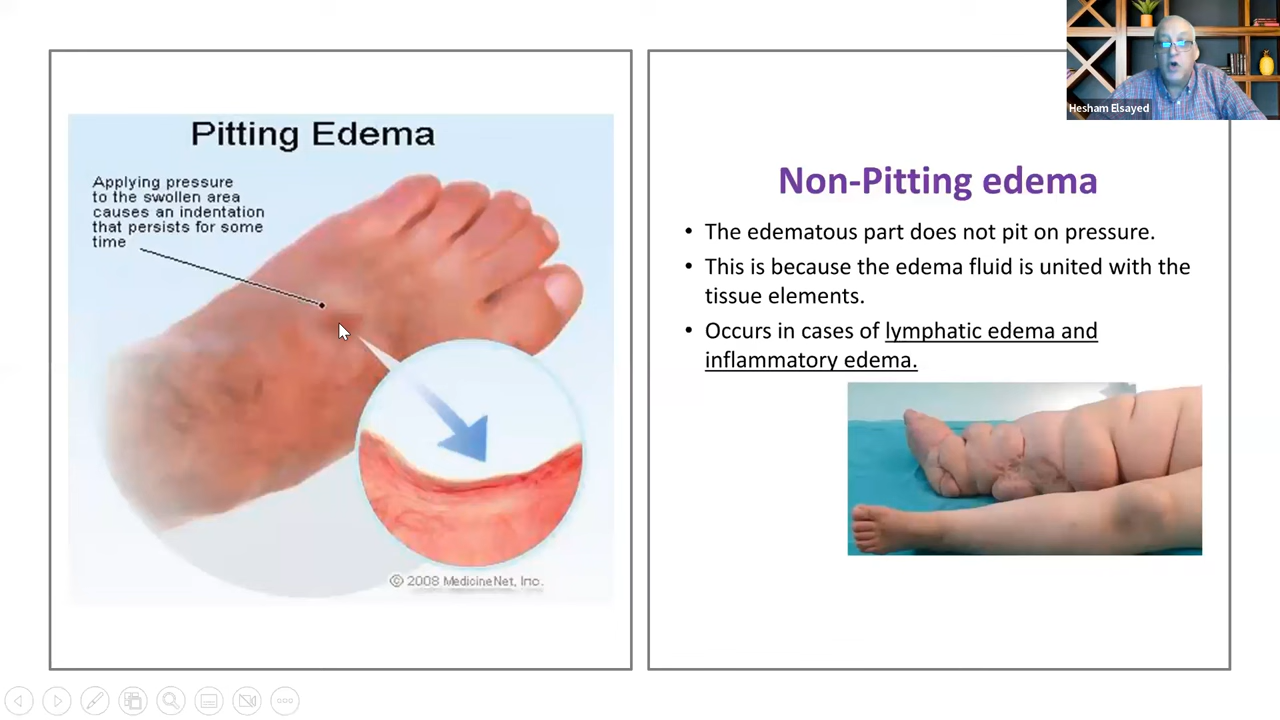 Hesham Elsayed
Pitting Edema
Applying pressure
to the swollen area
causes an indentation
that persists for some
time
© 2008 MedicineNet, Inc.
Non-Pitting edema
• The edematous part does not pit on pressure.
• This is because the edema fluid is united with the
tissue elements.
• Occurs in cases of lymphatic edema and
inflammatory edema.